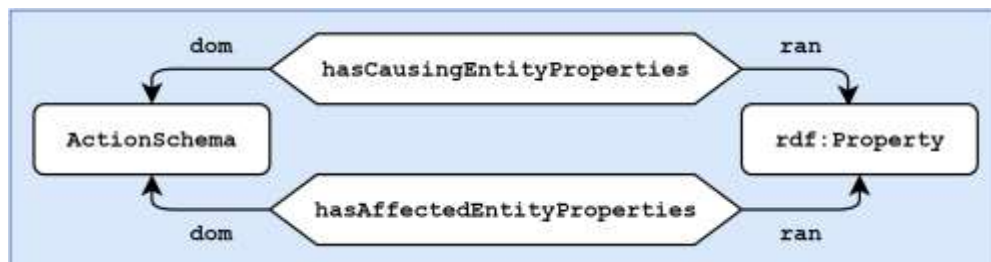 dom
ran
hasCausingEntityProperties
ActionSchema
rdf:Property
hasAffectedEntityProperties
dom
ran